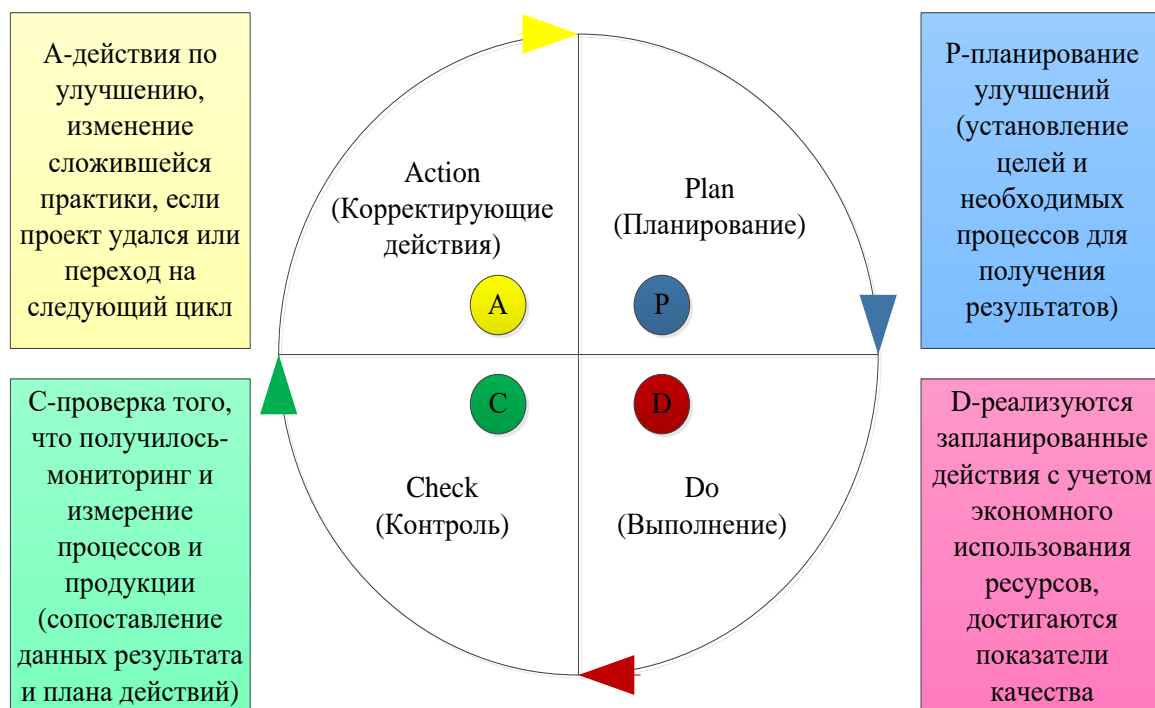 А-действия по
улучшению,
изменение
сложившейся
практики, если
проект удался или
переход на
следующий цикл
Action
(Корректирующие
действия)
A
Plan
(Планирование)
P
P-планирование
улучшений
(установление
целей и
необходимых
процессов для
получения
результатов)
С-проверка того,
что получилось-
мониторинг и
измерение
процессов и
продукции
(сопоставление
данных результата
и плана действий)
C
Check
(Контроль)
D
Do
(Выполнение)
D-реализуются
запланированные
действия с учетом
экономного
использования
ресурсов,
достигаются
показатели
качества